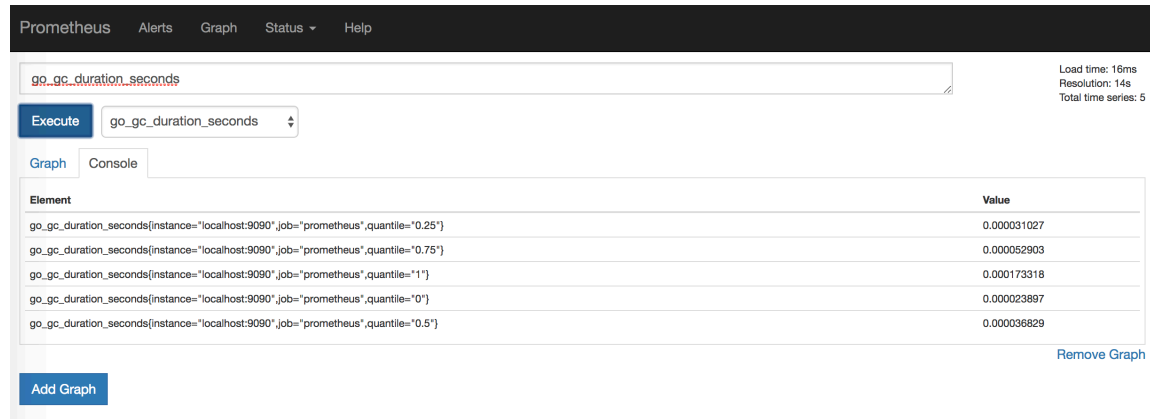 Prometheus Alerts Graph Status Help
go_gc_duration_seconds
Load time: 16ms
Resolution: 14s
Total time series: 5
Execute go_gc_duration_seconds
Graph Console
Element Value
go_gc_duration_seconds{instance="localhost:9090",job="prometheus",quantile="0.25"} 0.000031027
go_gc_duration_seconds{instance="localhost:9090",job="prometheus",quantile="0.75"} 0.000052903
go_gc_duration_seconds{instance="localhost:9090",job="prometheus",quantile="1"} 0.000173318
go_gc_duration_seconds{instance="localhost:9090",job="prometheus",quantile="0"} 0.000023897
go_gc_duration_seconds{instance="localhost:9090",job="prometheus",quantile="0.5"} 0.000036829
Remove Graph
Add Graph